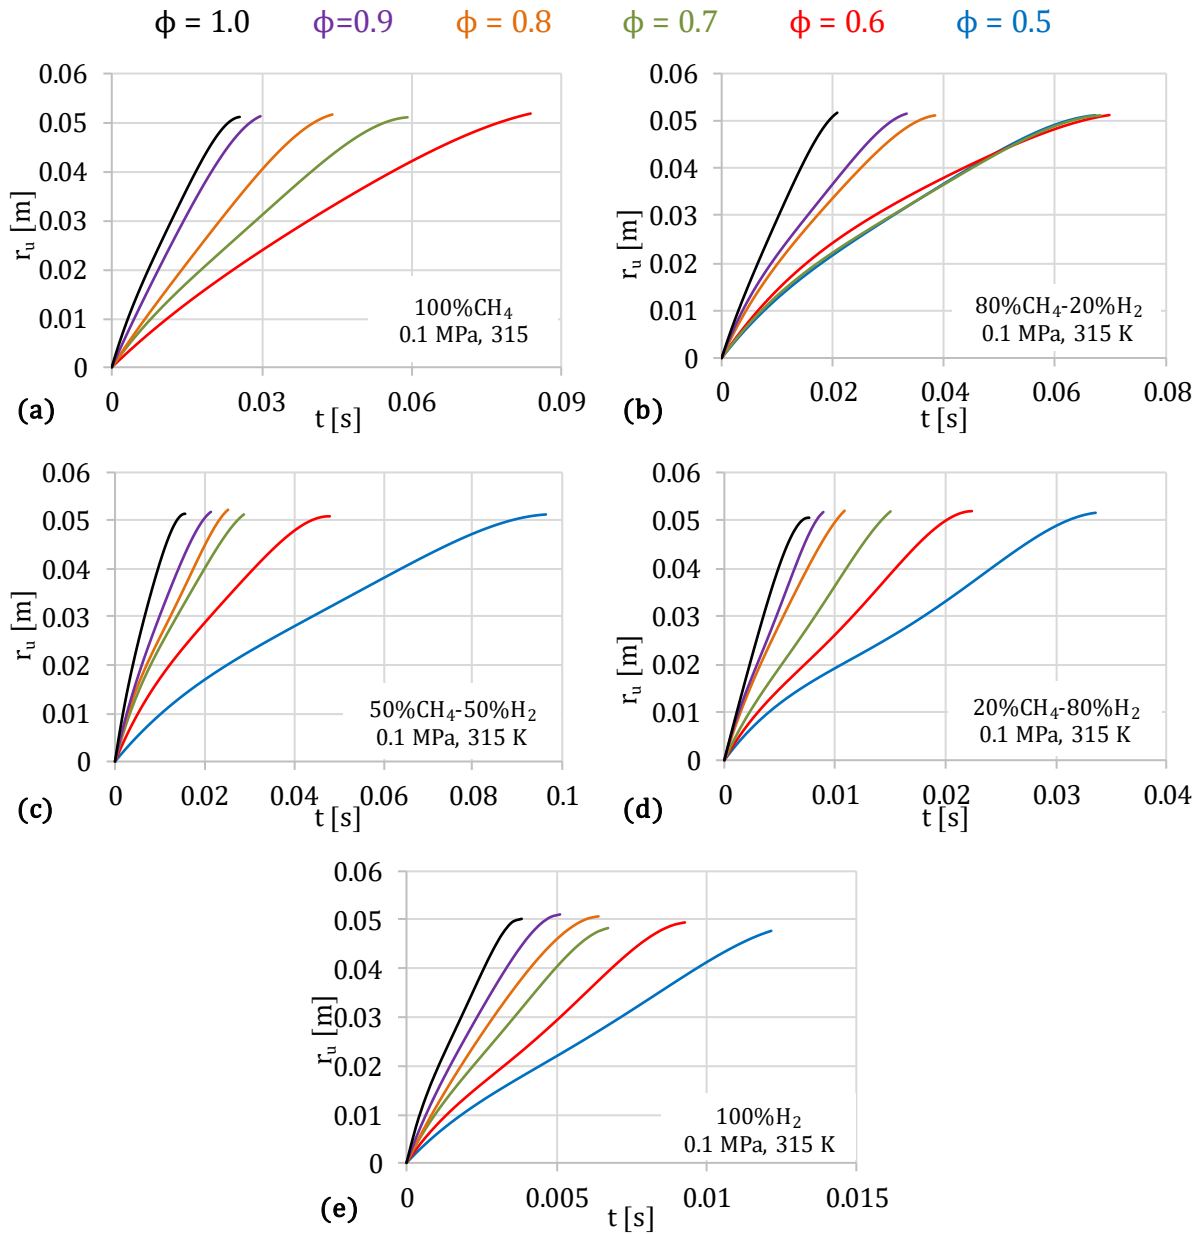 ϕ = 1.0 ϕ=0.9 ϕ = 0.8 ϕ = 0.7 ϕ = 0.6 ϕ = 0.5
0.06
0.05
0.04
0.03
0.02
0.01
0
r_u [m]
100%CH₄
0.1 MPa, 315
0 0.03 0.06 0.09
(a) t [s]
0.06
0.05
0.04
0.03
0.02
0.01
0
r_u [m]
80%CH₄-20%H₂
0.1 MPa, 315 K
0 0.02 0.04 0.06 0.08
(b) t [s]
0.06
0.05
0.04
0.03
0.02
0.01
0
r_u [m]
50%CH₄-50%H₂
0.1 MPa, 315 K
0 0.02 0.04 0.06 0.08 0.1
(c) t [s]
0.06
0.05
0.04
0.03
0.02
0.01
0
r_u [m]
20%CH₄-80%H₂
0.1 MPa, 315 K
0 0.01 0.02 0.03 0.04
(d) t [s]
0.06
0.05
0.04
0.03
0.02
0.01
0
r_u [m]
100%H₂
0.1 MPa, 315 K
0 0.005 0.01 0.015
(e) t [s]